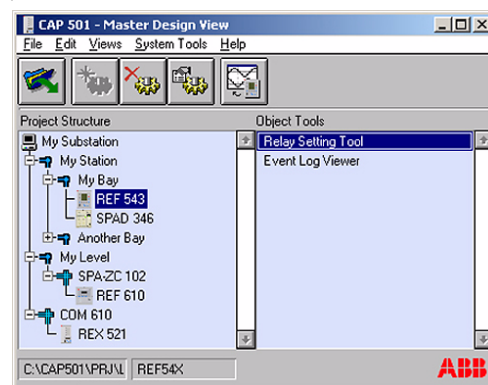 CAP 501 - Master Design View
File Edit Views System Tools Help
Project Structure
Object Tools
My Substation
My Station
My Bay
REF 543
SPAD 346
Another Bay
My Level
SPA-ZC 102
REF 610
COM 610
REX 521
Relay Setting Tool
Event Log Viewer
C:\CAP501\PRJ\L REF54X
ABB